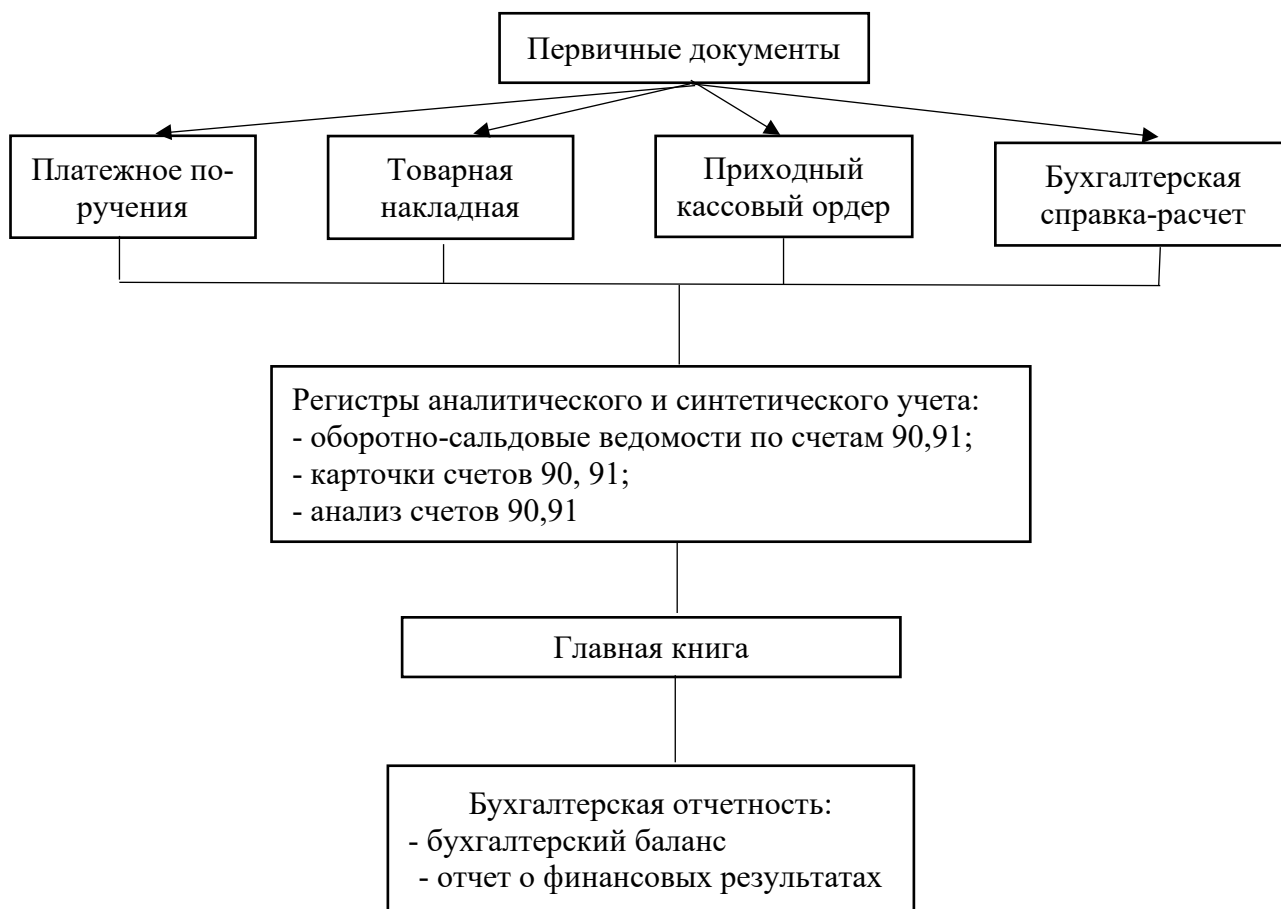 Первичные документы
Платежное по-
ручения
Товарная
накладная
Приходный
кассовый ордер
Бухгалтерская
справка-расчет
Регистры аналитического и синтетического учета:
- оборотно-сальдовые ведомости по счетам 90,91;
- карточки счетов 90, 91;
- анализ счетов 90,91
Главная книга
Бухгалтерская отчетность:
- бухгалтерский баланс
- отчет о финансовых результатах